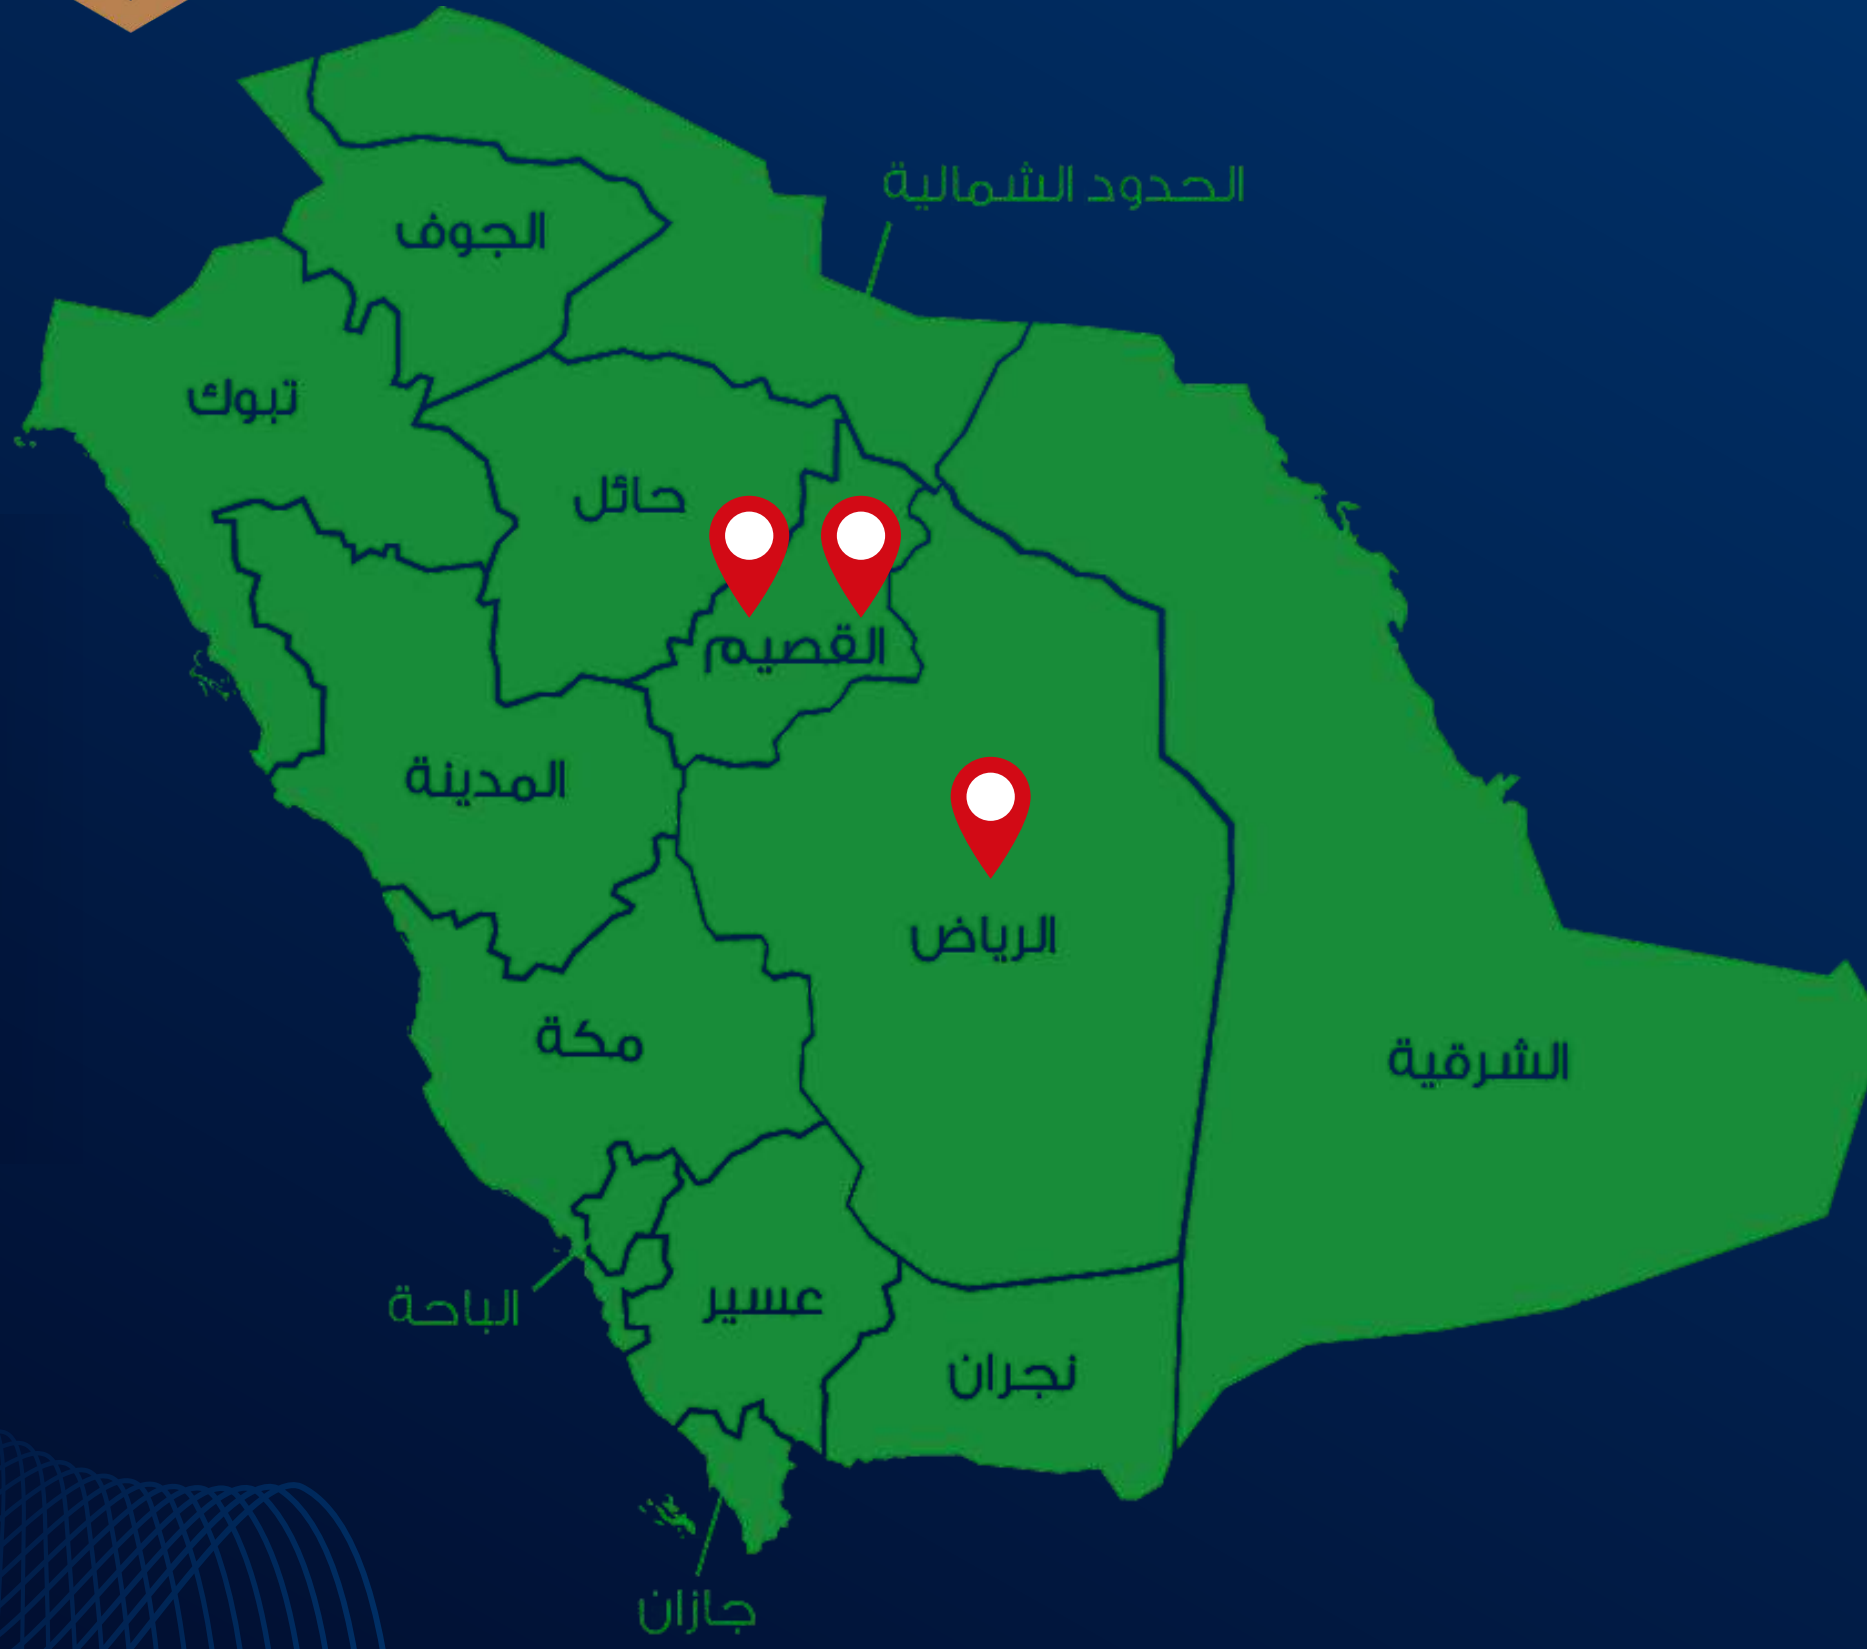 الحدود الشمالية
الجوف
تبوك
حائل
القصيم
المدينة
الرياض
مكة
الشرقية
الباحة
عسير
نجران
جازان